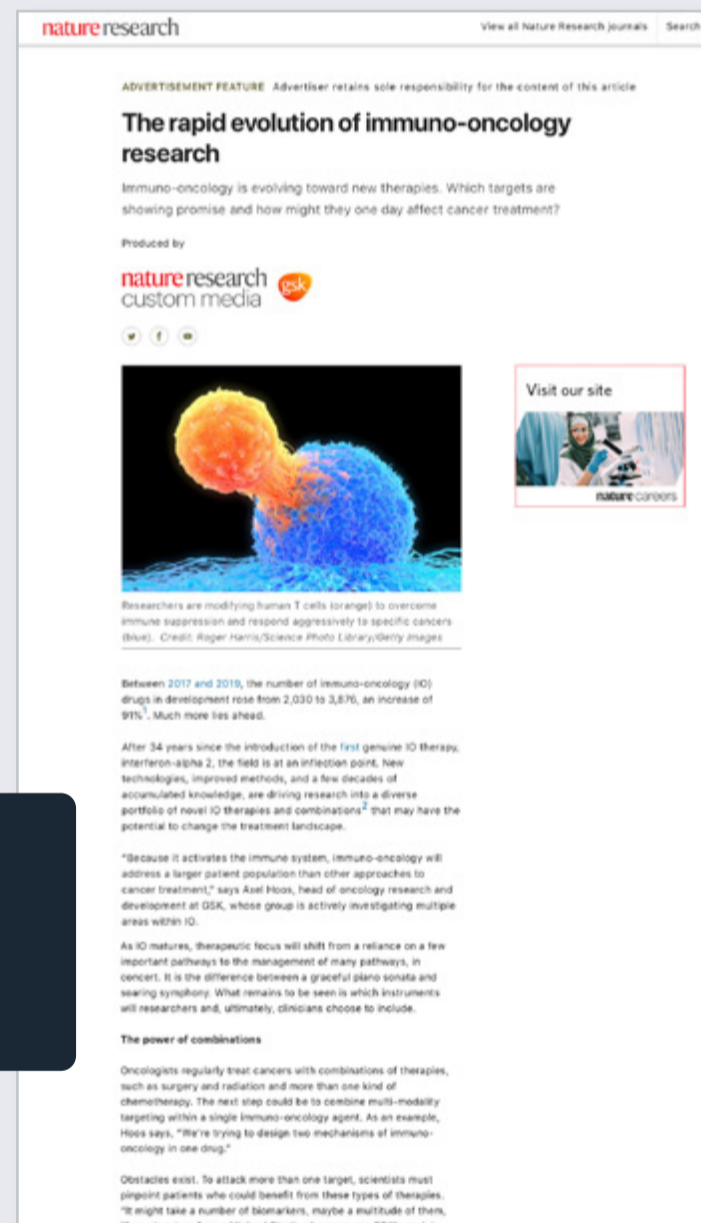 nature research
View all Nature Research journals Search
ADVERTISEMENT FEATURE Advertiser retains sole responsibility for the content of this article
The rapid evolution of immuno-oncology
research
Immuno-oncology is evolving toward new therapies. Which targets are
showing promise and how might they one day affect cancer treatment?
Produced by
nature research
custom media
gsk
Visit our site
nature careers
Researchers are modifying human T cells (orange) to overcome
immune suppression and respond aggressively to specific cancers
(blue). Credit: Roger Harris/Science Photo Library/Getty Images
Between 2017 and 2019, the number of immuno-oncology (IO)
drugs in development rose from 2,030 to 3,876, an increase of
91%1. Much more lies ahead.
After 34 years since the introduction of the first genuine IO therapy,
interferon-alpha 2, the field is at an inflection point. New
technologies, improved methods, and a few decades of
accumulated knowledge, are driving research into a diverse
portfolio of novel IO therapies and combinations2 that may have the
potential to change the treatment landscape.
"Because it activates the immune system, immuno-oncology will
address a larger patient population than other approaches to
cancer treatment," says Axel Hoos, head of oncology research and
development at GSK, whose group is actively investigating multiple
areas within IO.
As IO matures, therapeutic focus will shift from a reliance on a few
important pathways to the management of many pathways, in
concert. It is the difference between a graceful piano sonata and
soaring symphony. What remains to be seen is which instruments
will researchers and, ultimately, clinicians choose to include.
The power of combinations
Oncologists regularly treat cancers with combinations of therapies,
such as surgery and radiation and more than one kind of
chemotherapy. The next step could be to combine multi-modality
targeting within a single immuno-oncology agent. As an example,
Hoos says, "We're trying to design two mechanisms of immuno-
oncology in one drug."
Obstacles exist. To attack more than one target, scientists must
pinpoint patients who could benefit from these types of therapies.
"It might take a number of biomarkers, maybe a multitude of them,